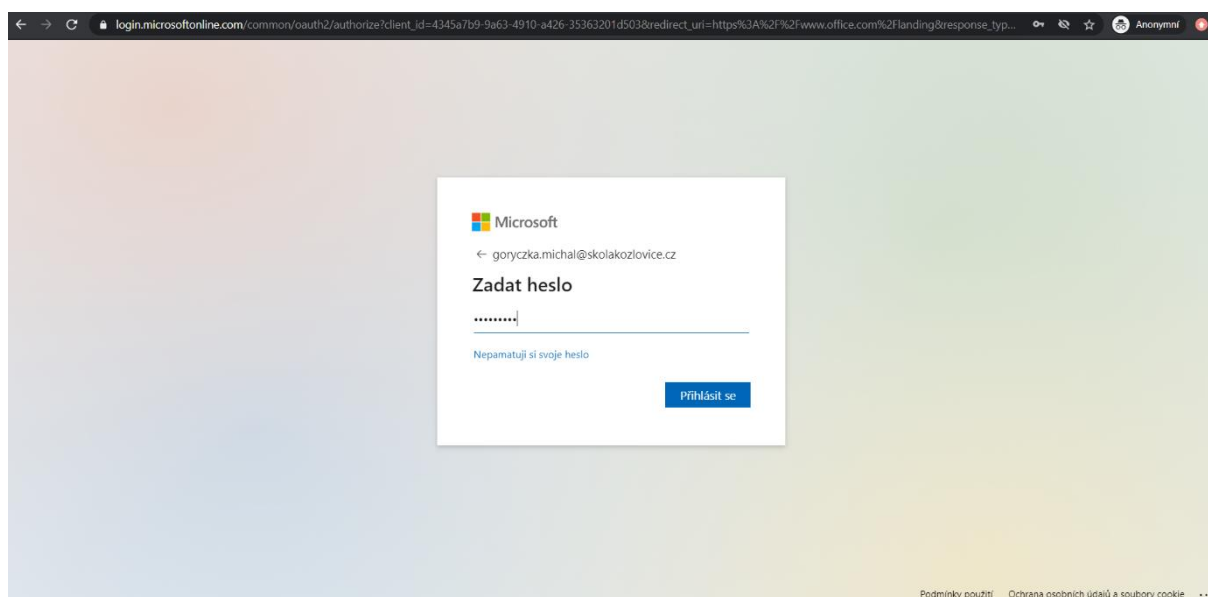 login.microsoftonline.com/common/oauth2/authorize?client_id=4345a7b9-9a63-4910-a426-35363201d503&redirect_uri=https%3A%2F%2Fwww.office.com%2Flanding&response_typ... Anonymní
Microsoft
← goryczka.michal@skolakozlovice.cz
Zadat heslo
•••••••••
Nepamatuji si svoje heslo
Přihlásit se
Podmínky použití Ochrana osobních údajů a soubory cookie